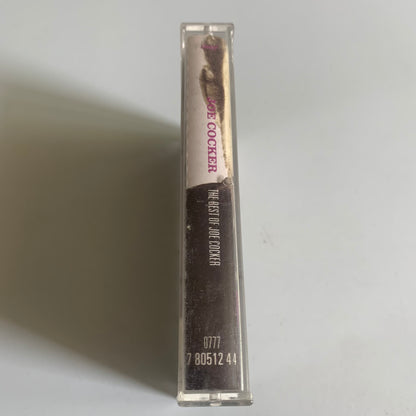 JOE COCKER
THE BEST OF JOE COCKER
0777
7 80512 44